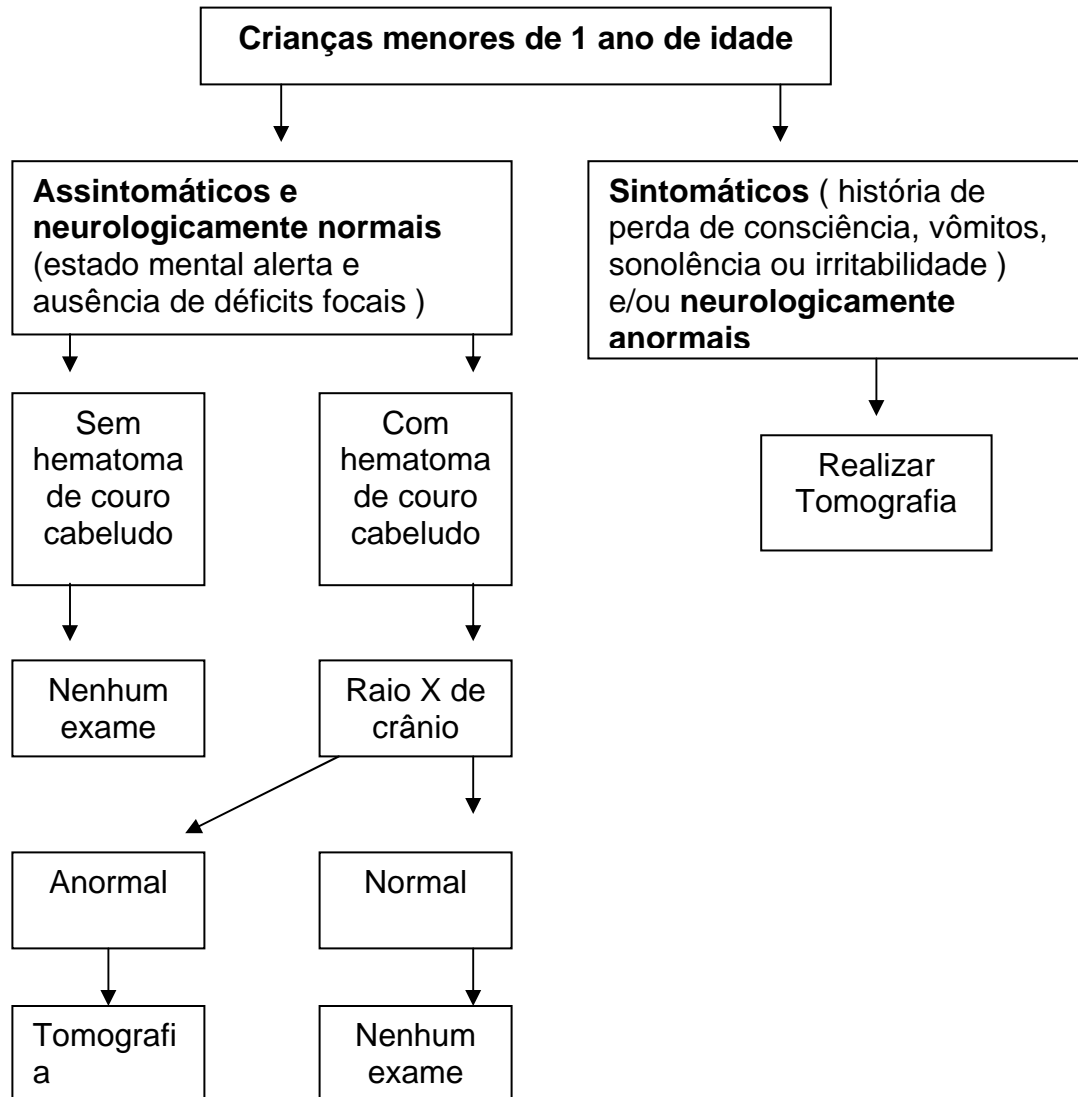 Crianças menores de 1 ano de idade
Assintomáticos e
neurologicamente normais
(estado mental alerta e
ausência de déficits focais )
Sintomáticos ( história de
perda de consciência, vômitos,
sonolência ou irritabilidade )
e/ou neurologicamente
anormais
Sem
hematoma
de couro
cabeludo
Com
hematoma
de couro
cabeludo
Realizar
Tomografia
Nenhum
exame
Raio X de
crânio
Anormal
Normal
Tomografi
a
Nenhum
exame